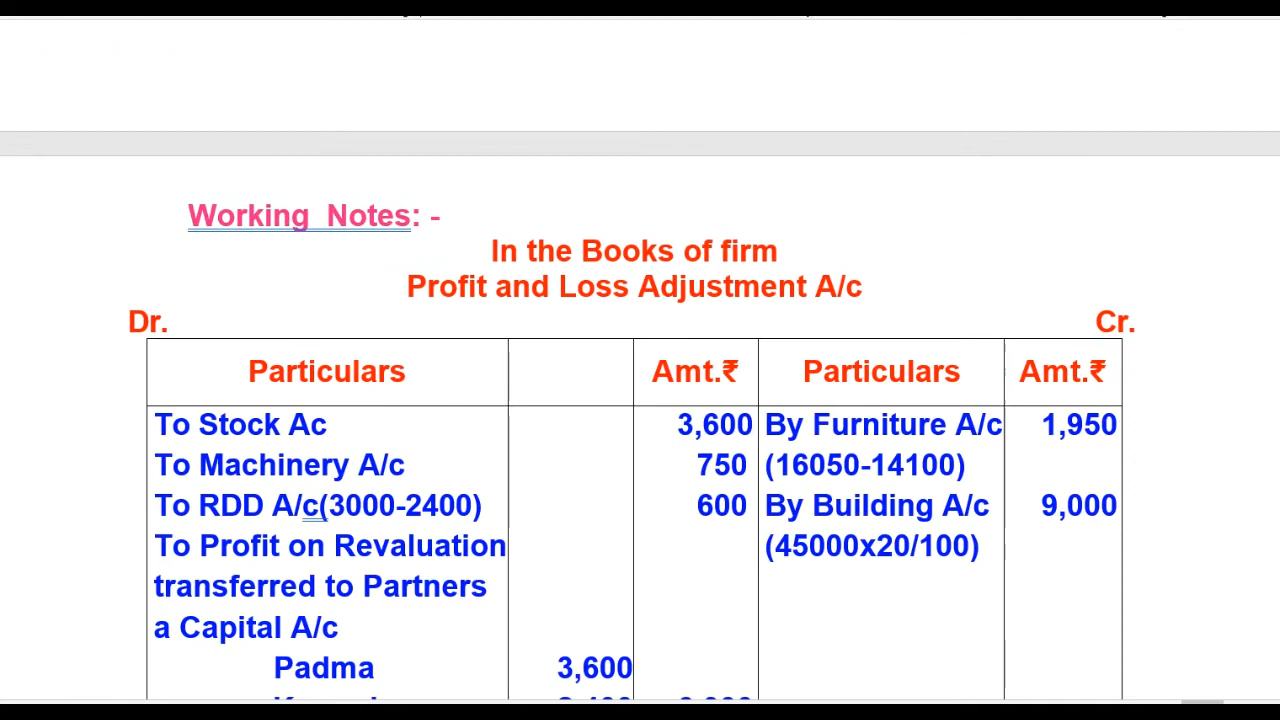 Working Notes: -
In the Books of firm
Profit and Loss Adjustment A/c
Dr. Cr.
Particulars Amt.₹ Particulars Amt.₹
To Stock Ac 3,600 By Furniture A/c 1,950
To Machinery A/c 750 (16050-14100)
To RDD A/c(3000-2400) 600 By Building A/c 9,000
To Profit on Revaluation (45000x20/100)
transferred to Partners
a Capital A/c
Padma 3,600